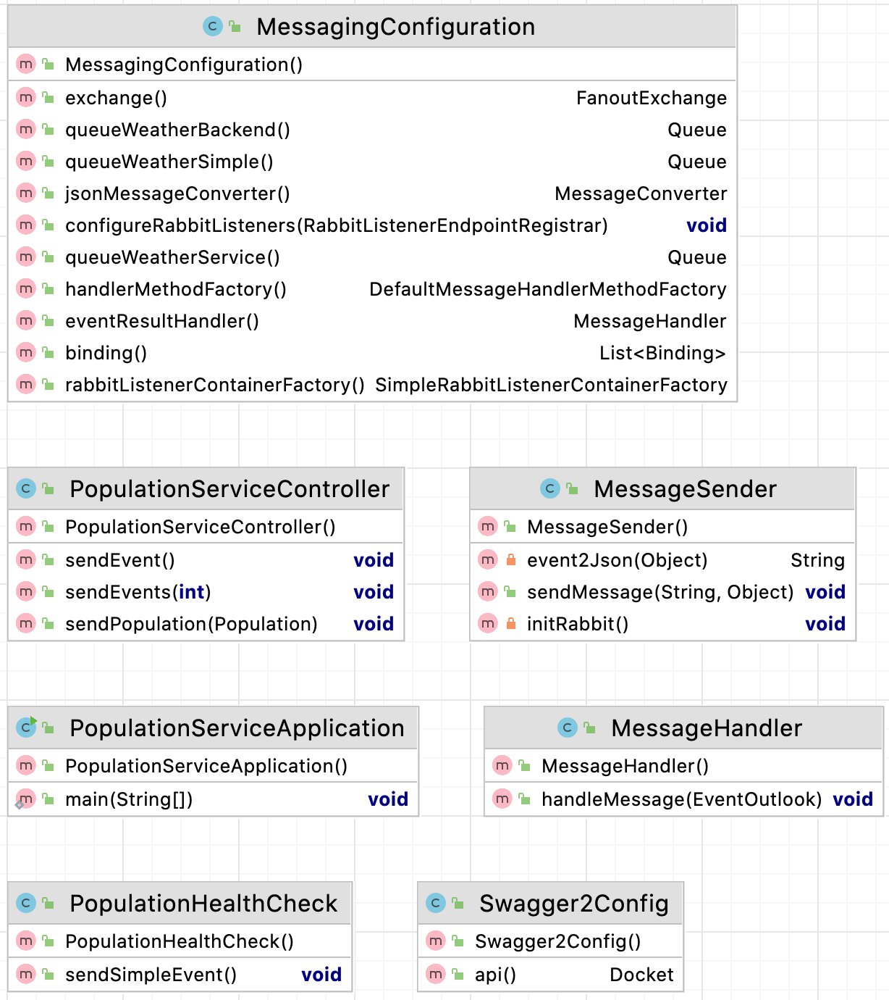 MessagingConfiguration
MessagingConfiguration()
exchange() FanoutExchange
queueWeatherBackend() Queue
queueWeatherSimple() Queue
jsonMessageConverter() MessageConverter
configureRabbitListeners(RabbitListenerEndpointRegistrar) void
queueWeatherService() Queue
handlerMethodFactory() DefaultMessageHandlerMethodFactory
eventResultHandler() MessageHandler
binding() List<Binding>
rabbitListenerContainerFactory() SimpleRabbitListenerContainerFactory
PopulationServiceController
PopulationServiceController()
sendEvent() void
sendEvents(int) void
sendPopulation(Population) void
MessageSender
MessageSender()
event2Json(Object) String
sendMessage(String, Object) void
initRabbit() void
PopulationServiceApplication
PopulationServiceApplication()
main(String[]) void
MessageHandler
MessageHandler()
handleMessage(EventOutlook) void
PopulationHealthCheck
PopulationHealthCheck()
sendSimpleEvent() void
Swagger2Config
Swagger2Config()
api() Docket